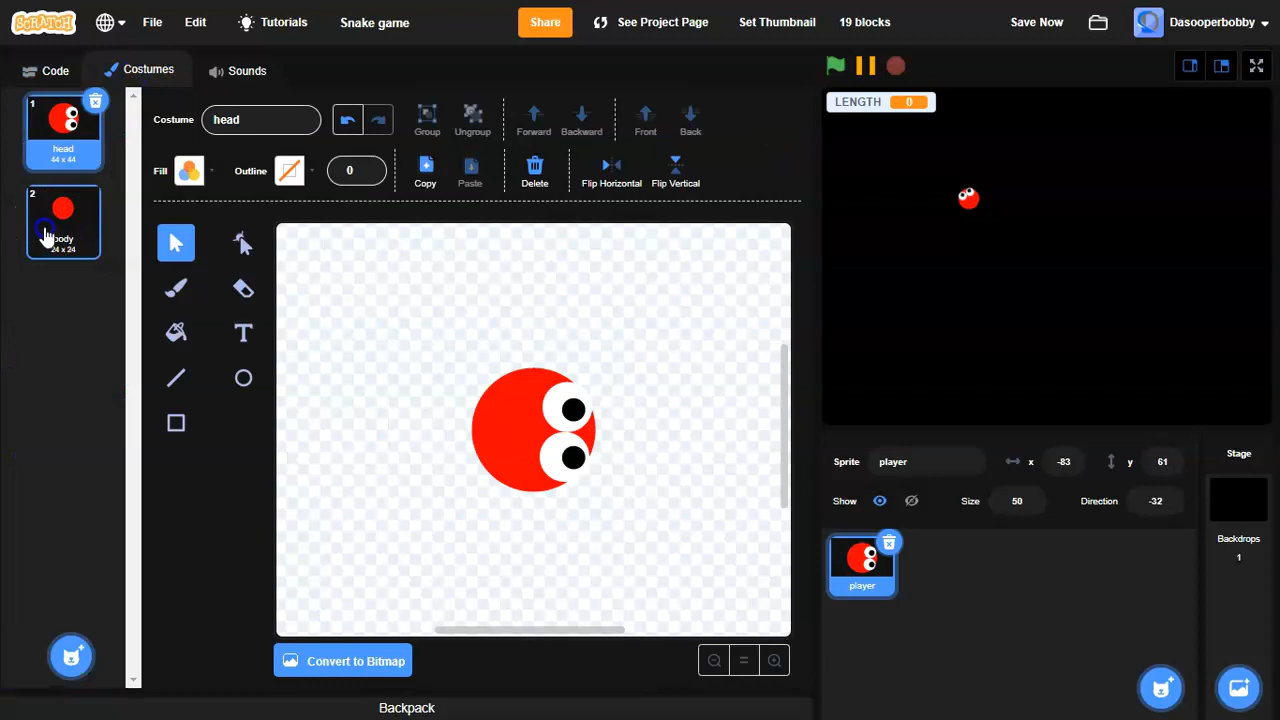 SCRATCH File Edit Tutorials Snake game Share See Project Page Set Thumbnail 19 blocks Save Now Dasooperbobby
Code Costumes Sounds
LENGTH 0
1
head
44 x 44
2
body
24 x 24
Costume head Group Ungroup Forward Backward Front Back
Fill Outline 0 Copy Paste Delete Flip Horizontal Flip Vertical
Convert to Bitmap
Backpack
Sprite player x -83 y 61
Show Size 50 Direction -32
player
Stage
Backdrops
1